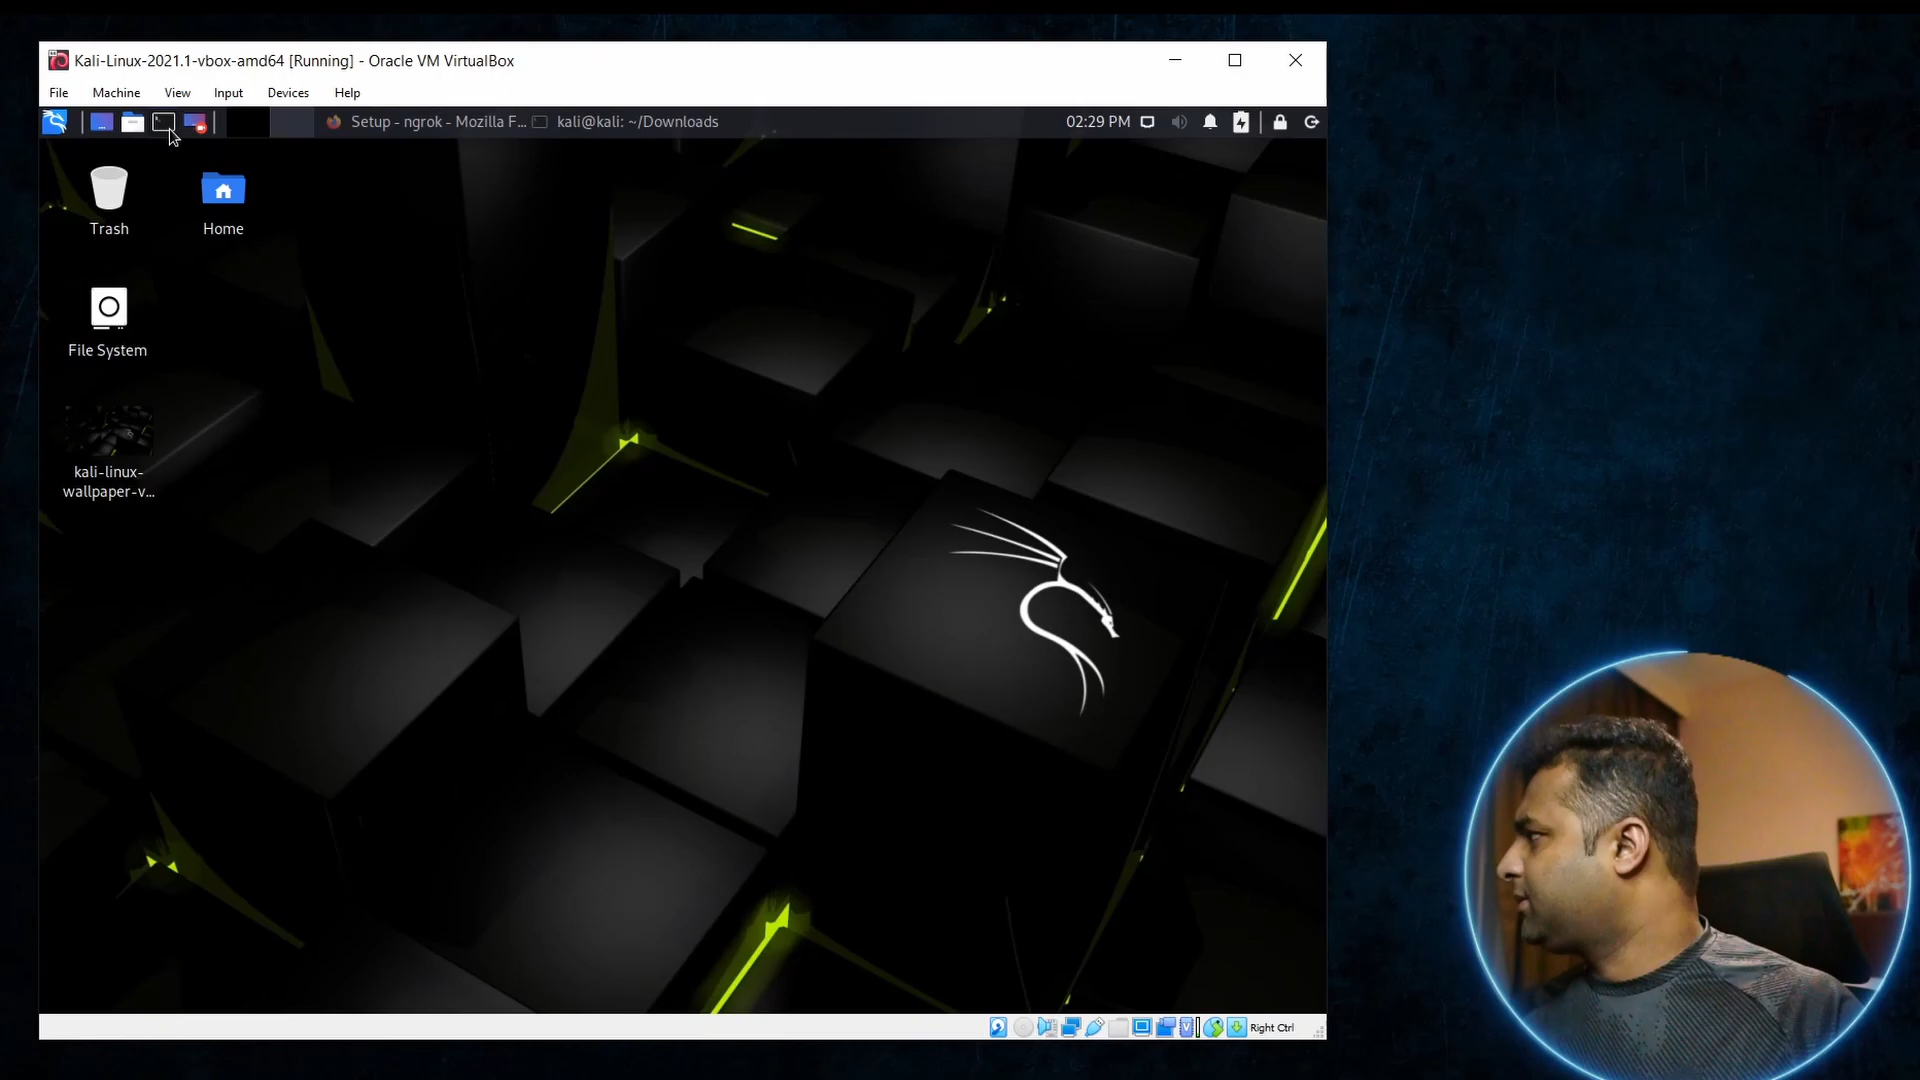 Kali-Linux-2021.1-vbox-amd64 [Running] - Oracle VM VirtualBox
File Machine View Input Devices Help
Setup - ngrok - Mozilla F... kali@kali: ~/Downloads 02:29 PM
Trash Home
File System
kali-linux-
wallpaper-v...
Right Ctrl